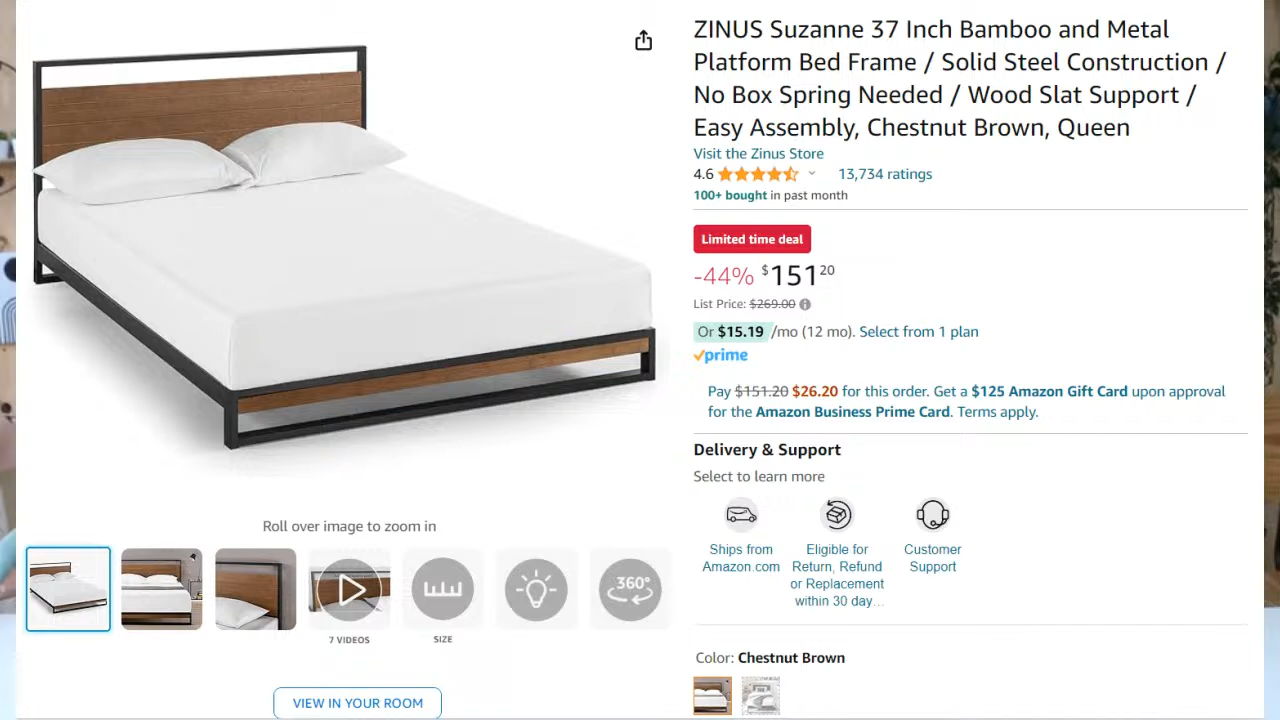 ZINUS Suzanne 37 Inch Bamboo and Metal
Platform Bed Frame / Solid Steel Construction /
No Box Spring Needed / Wood Slat Support /
Easy Assembly, Chestnut Brown, Queen
Visit the Zinus Store
4.6 13,734 ratings
100+ bought in past month
Limited time deal
-44% $151 20
List Price: $269.00
Or $15.19 /mo (12 mo). Select from 1 plan
prime
Pay $151.20 $26.20 for this order. Get a $125 Amazon Gift Card upon approval
for the Amazon Business Prime Card. Terms apply.
Delivery & Support
Select to learn more
Ships from
Amazon.com
Eligible for
Return, Refund
or Replacement
within 30 day...
Customer
Support
Color: Chestnut Brown
Roll over image to zoom in
360°
7 VIDEOS
SIZE
VIEW IN YOUR ROOM